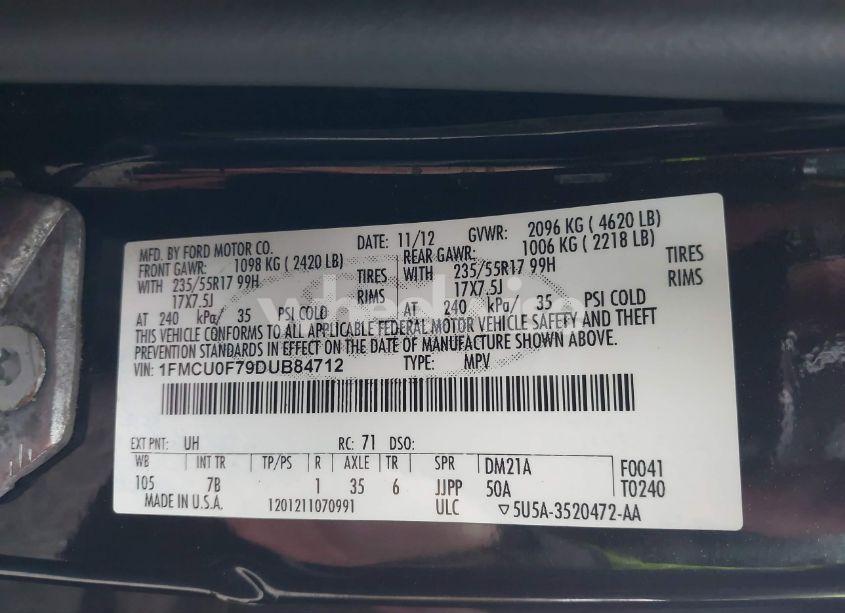 MFD. BY FORD MOTOR CO. DATE: 11/12 GVWR: 2096 KG ( 4620 LB)
FRONT GAWR: 1098 KG ( 2420 LB) REAR GAWR: 1006 KG ( 2218 LB)
WITH 235/55R17 99H TIRES WITH 235/55R17 99H TIRES
17X7.5J RIMS 17X7.5J RIMS
AT 240 kPa/ 35 PSI COLD AT 240 kPa/ 35 PSI COLD
THIS VEHICLE CONFORMS TO ALL APPLICABLE FEDERAL MOTOR VEHICLE SAFETY AND THEFT
PREVENTION STANDARDS IN EFFECT ON THE DATE OF MANUFACTURE SHOWN ABOVE.
VIN: 1FMCU0F79DUB84712 TYPE: MPV
EXT PNT: UH RC: 71 DSO:
WB INT TR TP/PS R AXLE TR SPR DM21A F0041
105 7B 1 35 6 JJPP 50A T0240
MADE IN U.S.A. 1201211070991 ULC ▽5U5A-3520472-AA